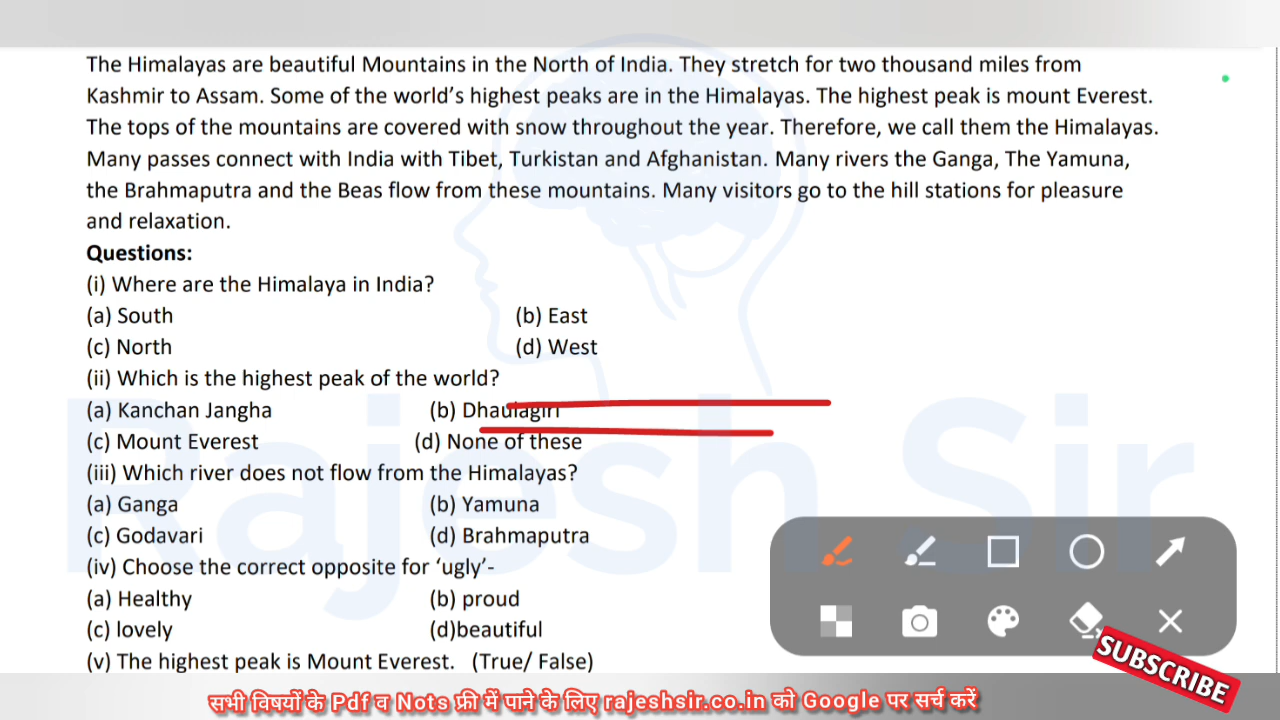 The Himalayas are beautiful Mountains in the North of India. They stretch for two thousand miles from
Kashmir to Assam. Some of the world's highest peaks are in the Himalayas. The highest peak is mount Everest.
The tops of the mountains are covered with snow throughout the year. Therefore, we call them the Himalayas.
Many passes connect with India with Tibet, Turkistan and Afghanistan. Many rivers the Ganga, The Yamuna,
the Brahmaputra and the Beas flow from these mountains. Many visitors go to the hill stations for pleasure
and relaxation.
Questions:
(i) Where are the Himalaya in India?
(a) South (b) East
(c) North (d) West
(ii) Which is the highest peak of the world?
(a) Kanchan Jangha (b) Dhaulagiri
(c) Mount Everest (d) None of these
(iii) Which river does not flow from the Himalayas?
(a) Ganga (b) Yamuna
(c) Godavari (d) Brahmaputra
(iv) Choose the correct opposite for ‘ugly’-
(a) Healthy (b) proud
(c) lovely (d)beautiful
(v) The highest peak is Mount Everest. (True/ False)
Rajesh Sir
SUBSCRIBE
सभी विषयों के Pdf व Nots फ्री में पाने के लिए rajeshsir.co.in को Google पर सर्च करें